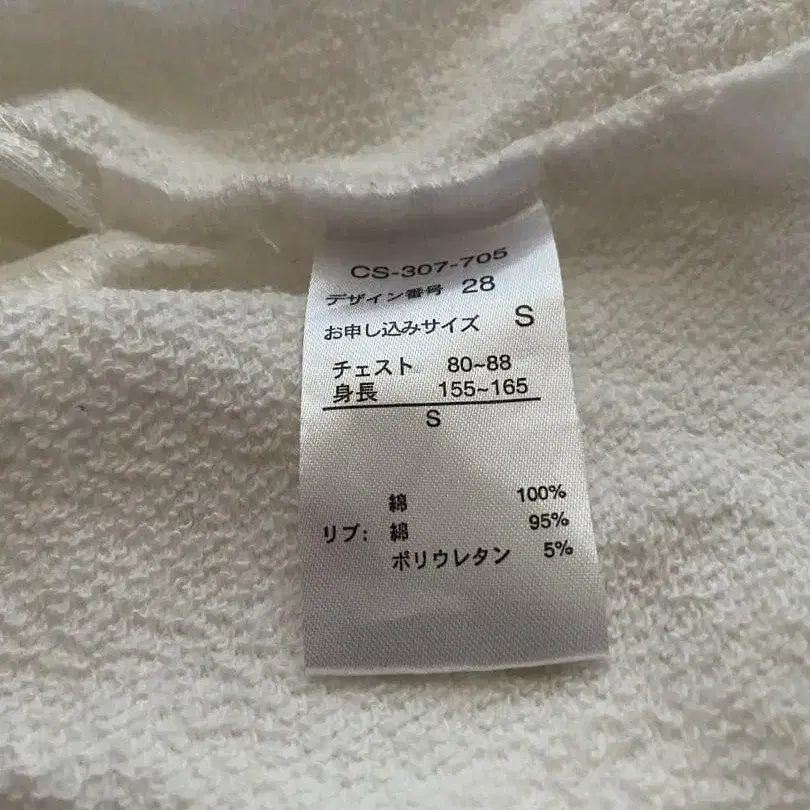 CS-307-705
デザイン番号 28
お申し込みサイズ S
チェスト 80~88
身長 155~165
S
綿 100%
リブ: 綿 95%
ポリウレタン 5%